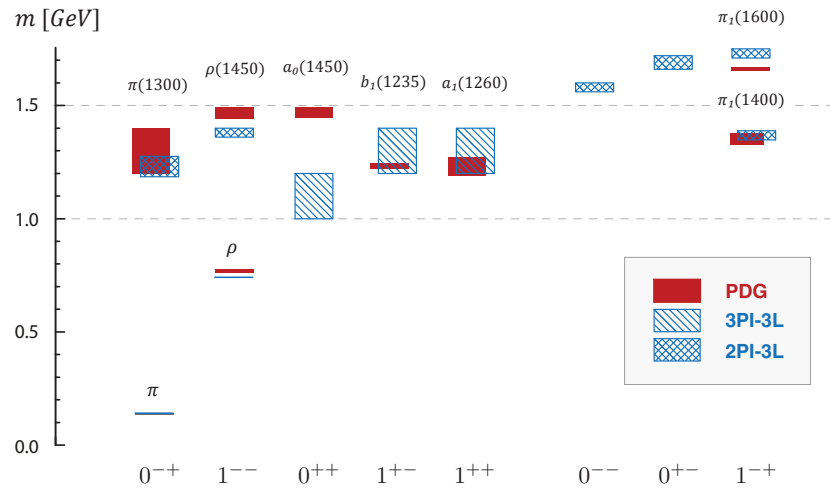 m [GeV]
π₁(1600)
ρ(1450)
a₀(1450)
π(1300)
b₁(1235)
a₁(1260)
π₁(1400)
1.5
1.0
ρ
0.5
π
0.0
PDG
3PI-3L
2PI-3L
0⁻⁺
1⁻⁻
0⁺⁺
1⁺⁻
1⁺⁺
0⁻⁻
0⁺⁻
1⁻⁺